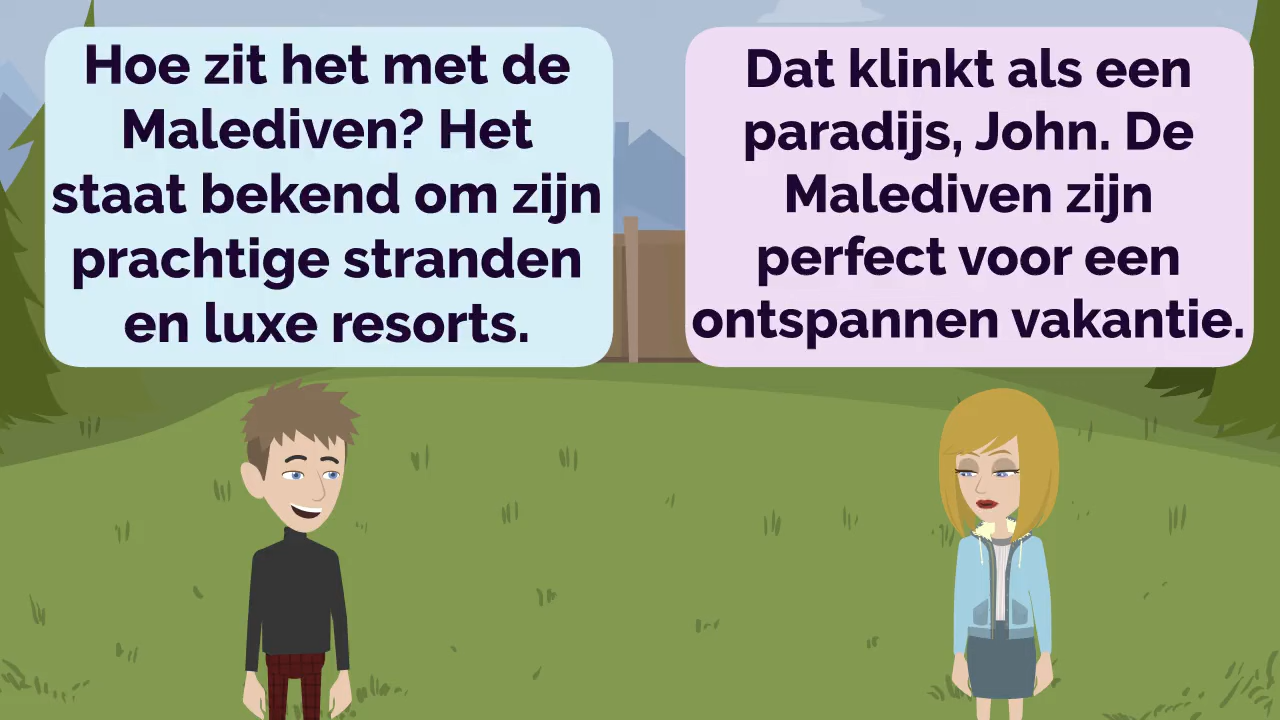 Hoe zit het met de
Malediven? Het
staat bekend om zijn
prachtige stranden
en luxe resorts.
Dat klinkt als een
paradijs, John. De
Malediven zijn
perfect voor een
ontspannen vakantie.